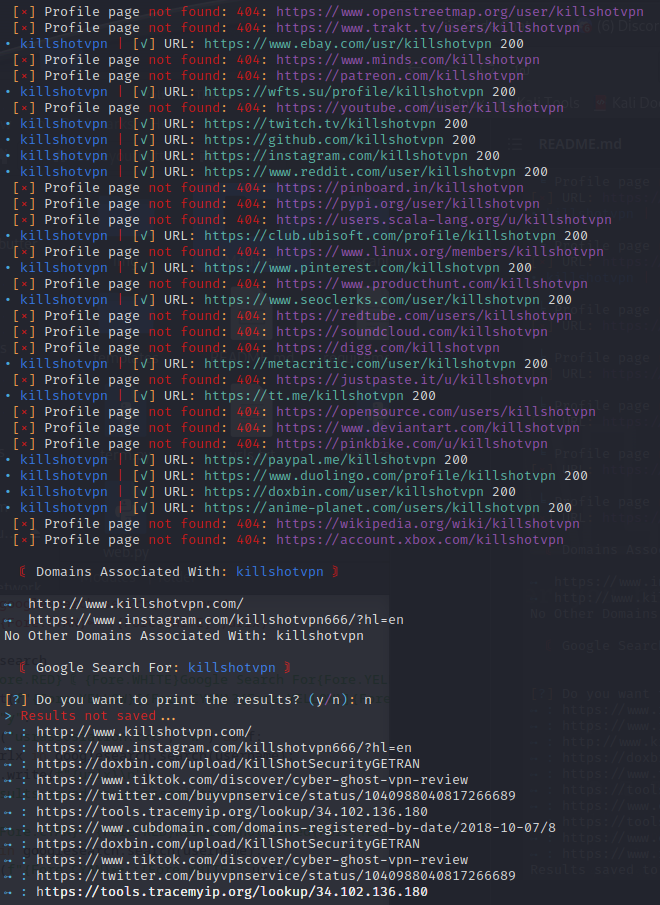 [×] Profile page not found: 404: https://www.openstreetmap.org/user/killshotvpn
[×] Profile page not found: 404: https://www.trakt.tv/users/killshotvpn
• killshotvpn | [√] URL: https://www.ebay.com/usr/killshotvpn 200
[×] Profile page not found: 404: https://www.minds.com/killshotvpn
[×] Profile page not found: 404: https://patreon.com/killshotvpn
• killshotvpn | [√] URL: https://wfts.su/profile/killshotvpn 200
[×] Profile page not found: 404: https://youtube.com/user/killshotvpn
• killshotvpn | [√] URL: https://twitch.tv/killshotvpn 200
• killshotvpn | [√] URL: https://github.com/killshotvpn 200
• killshotvpn | [√] URL: https://instagram.com/killshotvpn 200
• killshotvpn | [√] URL: https://www.reddit.com/user/killshotvpn 200
[×] Profile page not found: 404: https://pinboard.in/killshotvpn
[×] Profile page not found: 404: https://pypi.org/user/killshotvpn
[×] Profile page not found: 404: https://users.scala-lang.org/u/killshotvpn
• killshotvpn | [√] URL: https://club.ubisoft.com/profile/killshotvpn 200
[×] Profile page not found: 404: https://www.linux.org/members/killshotvpn
• killshotvpn | [√] URL: https://www.pinterest.com/killshotvpn 200
[×] Profile page not found: 404: https://www.producthunt.com/killshotvpn
• killshotvpn | [√] URL: https://www.seoclerks.com/user/killshotvpn 200
[×] Profile page not found: 404: https://redtube.com/users/killshotvpn
[×] Profile page not found: 404: https://soundcloud.com/killshotvpn
[×] Profile page not found: 404: https://digg.com/killshotvpn
• killshotvpn | [√] URL: https://metacritic.com/user/killshotvpn 200
[×] Profile page not found: 404: https://justpaste.it/u/killshotvpn
• killshotvpn | [√] URL: https://tt.me/killshotvpn 200
[×] Profile page not found: 404: https://opensource.com/users/killshotvpn
[×] Profile page not found: 404: https://www.deviantart.com/killshotvpn
[×] Profile page not found: 404: https://pinkbike.com/u/killshotvpn
• killshotvpn | [√] URL: https://paypal.me/killshotvpn 200
• killshotvpn | [√] URL: https://www.duolingo.com/profile/killshotvpn 200
• killshotvpn | [√] URL: https://doxbin.com/user/killshotvpn 200
• killshotvpn | [√] URL: https://anime-planet.com/users/killshotvpn 200
[×] Profile page not found: 404: https://wikipedia.org/wiki/killshotvpn
[×] Profile page not found: 404: https://account.xbox.com/killshotvpn
⟪ Domains Associated With: killshotvpn ⟫
http://www.killshotvpn.com/
https://www.instagram.com/killshotvpn666/?hl=en
No Other Domains Associated With: killshotvpn
⟪ Google Search For: killshotvpn ⟫
[?] Do you want to print the results? (y/n): n
> Results not saved...
: http://www.killshotvpn.com/
: https://www.instagram.com/killshotvpn666/?hl=en
: https://doxbin.com/upload/KillShotSecurityGETRAN
: https://www.tiktok.com/discover/cyber-ghost-vpn-review
: https://twitter.com/buyvpnservice/status/1040988040817266689
: https://tools.tracemyip.org/lookup/34.102.136.180
: https://www.cubdomain.com/domains-registered-by-date/2018-10-07/8
: https://doxbin.com/upload/KillShotSecurityGETRAN
: https://www.tiktok.com/discover/cyber-ghost-vpn-review
: https://twitter.com/buyvpnservice/status/1040988040817266689
: https://tools.tracemyip.org/lookup/34.102.136.180
README.md